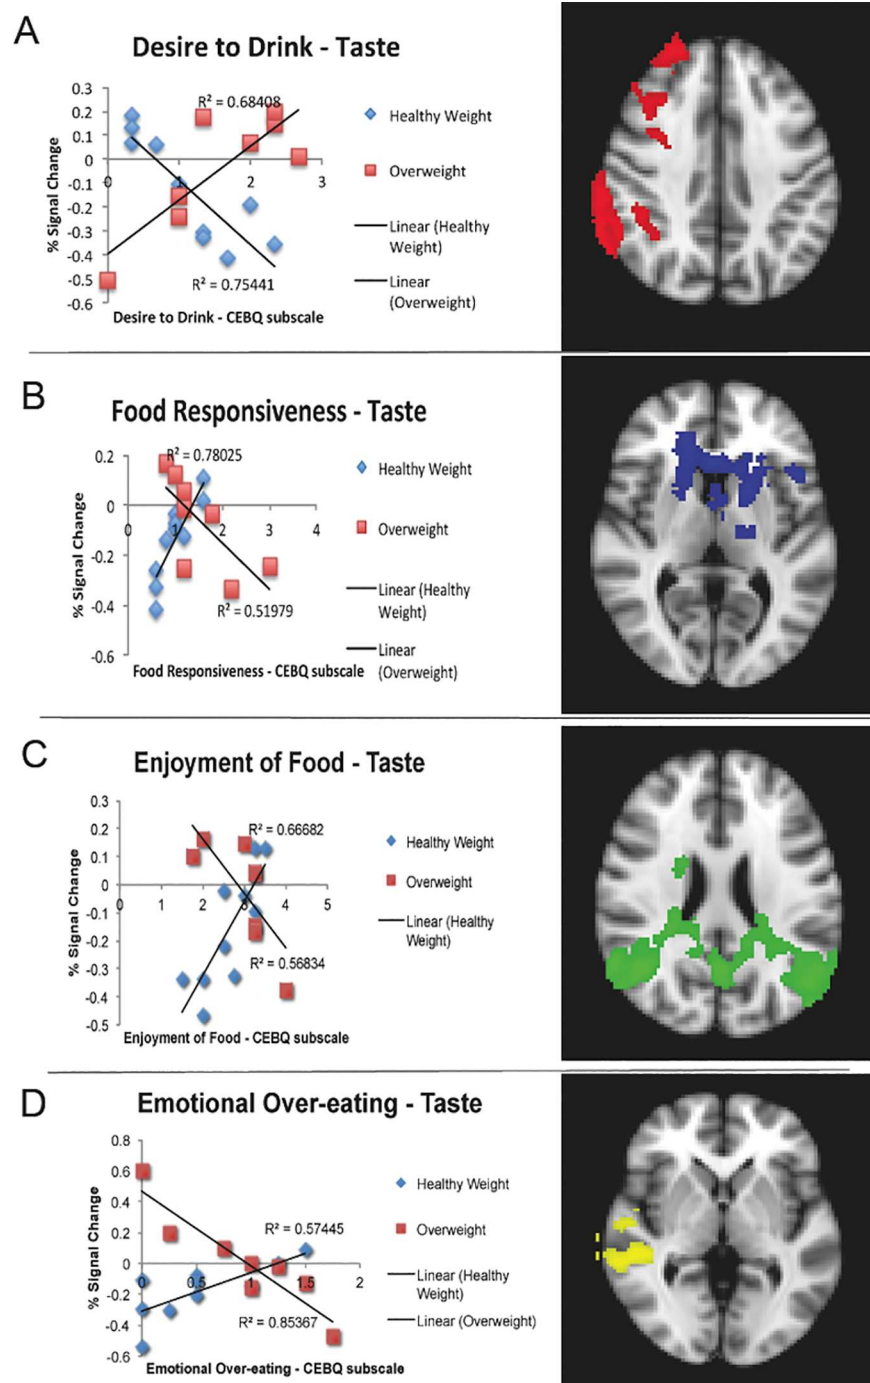 A
Desire to Drink - Taste
0.3
0.2
0.1
0
-0.1
-0.2
-0.3
-0.4
-0.5
-0.6
% Signal Change
0 1 2 3
R² = 0.68408
R² = 0.75441
Desire to Drink - CEBQ subscale
Healthy Weight
Overweight
Linear (Healthy
Weight)
Linear
(Overweight)
B
Food Responsiveness - Taste
0.2
0
-0.2
-0.4
-0.6
% Signal Change
0 1 2 3 4
R² = 0.78025
R² = 0.51979
Food Responsiveness - CEBQ subscale
Healthy Weight
Overweight
Linear (Healthy
Weight)
Linear
(Overweight)
C
Enjoyment of Food - Taste
0.3
0.2
0.1
0
-0.1
-0.2
-0.3
-0.4
-0.5
% Signal Change
0 1 2 3 4 5
R² = 0.66682
R² = 0.56834
Enjoyment of Food - CEBQ subscale
Healthy Weight
Overweight
Linear (Healthy
Weight)
D
Emotional Over-eating - Taste
0.8
0.6
0.4
0.2
0
-0.2
-0.4
-0.6
% Signal Change
0 0.5 1 1.5 2
R² = 0.57445
R² = 0.85367
Emotional Over-eating - CEBQ subscale
Healthy Weight
Overweight
Linear (Healthy
Weight)
Linear (Overweight)